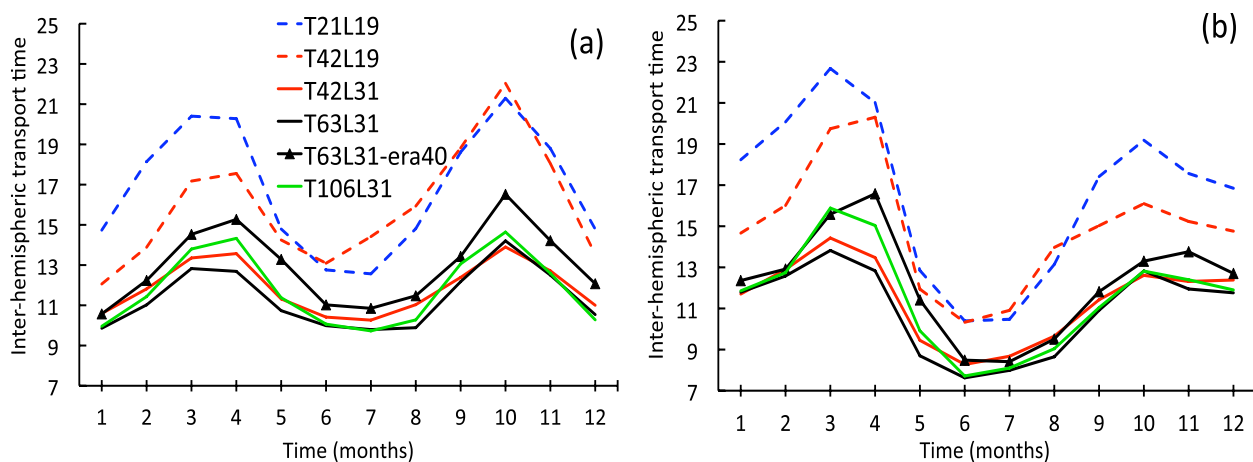 25
23
21
19
17
15
13
11
9
7
Inter-hemispheric transport time
1 2 3 4 5 6 7 8 9 10 11 12
Time (months)
T21L19
T42L19
T42L31
T63L31
T63L31-era40
T106L31
(a)
25
23
21
19
17
15
13
11
9
7
Inter-hemispheric transport time
1 2 3 4 5 6 7 8 9 10 11 12
Time (months)
(b)